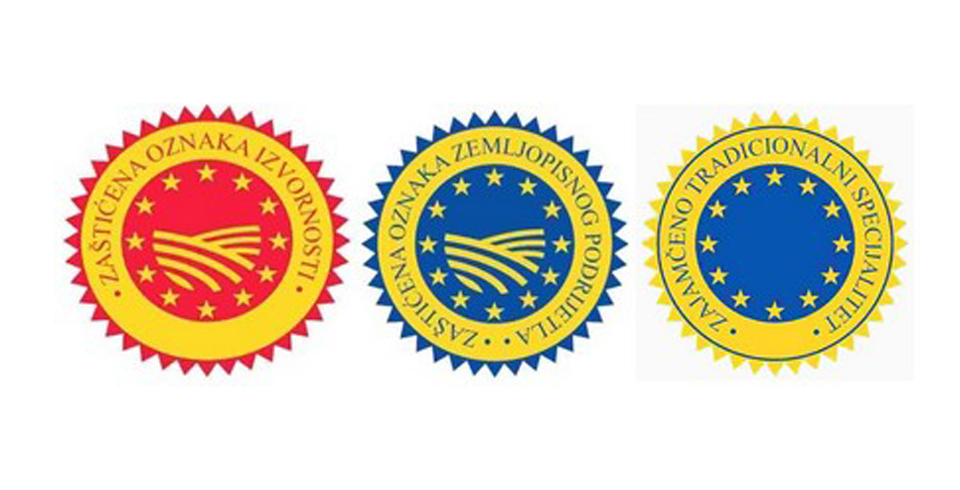 • ZAŠTIĆENA OZNAKA IZVORNOSTI •
• ZAŠTIĆENA OZNAKA ZEMLJOPISNOG PODRIJETLA •
• ZAJAMČENO TRADICIONALNI SPECIJALITET •